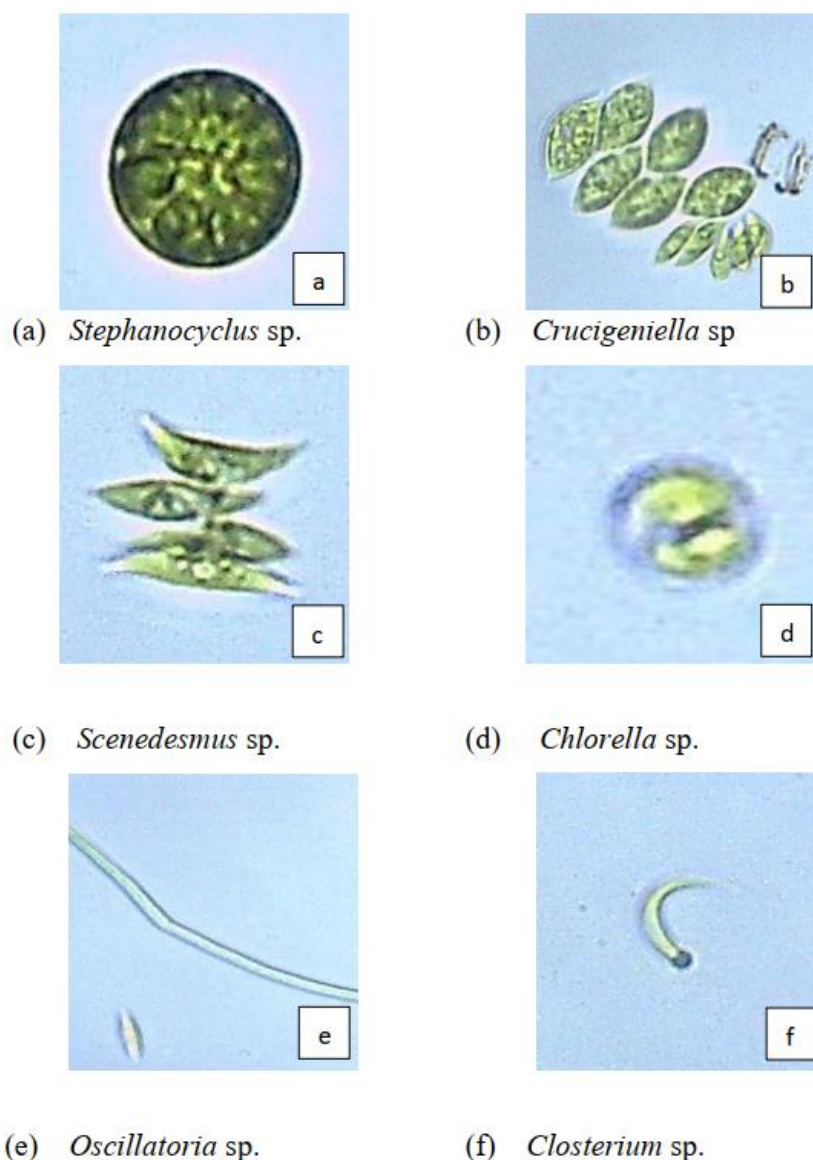 a
b
(a) Stephanocyclus sp.
(b) Crucigeniella sp
c
d
(c) Scenedesmus sp.
(d) Chlorella sp.
e
f
(e) Oscillatoria sp.
(f) Closterium sp.